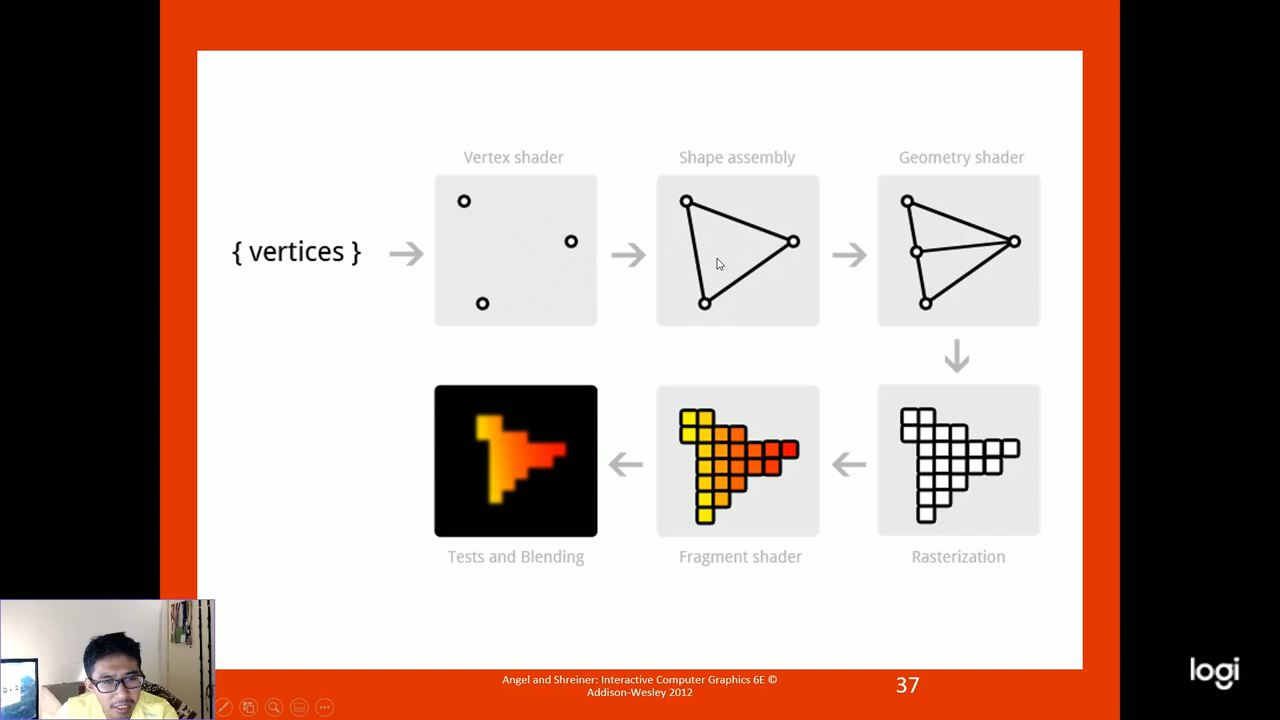 Vertex shader
Shape assembly
Geometry shader
{ vertices }
Tests and Blending
Fragment shader
Rasterization
Angel and Shreiner: Interactive Computer Graphics 6E ©
Addison-Wesley 2012
37
logi